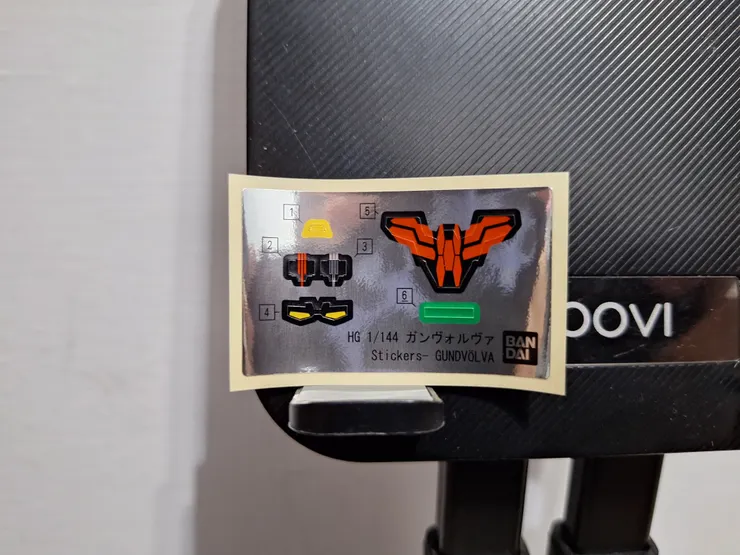 1
5
2
3
4
6
HG 1/144 ガンヴォルヴァ
Stickers- GUNDVÖLVA
BAN
DAI
OOVI